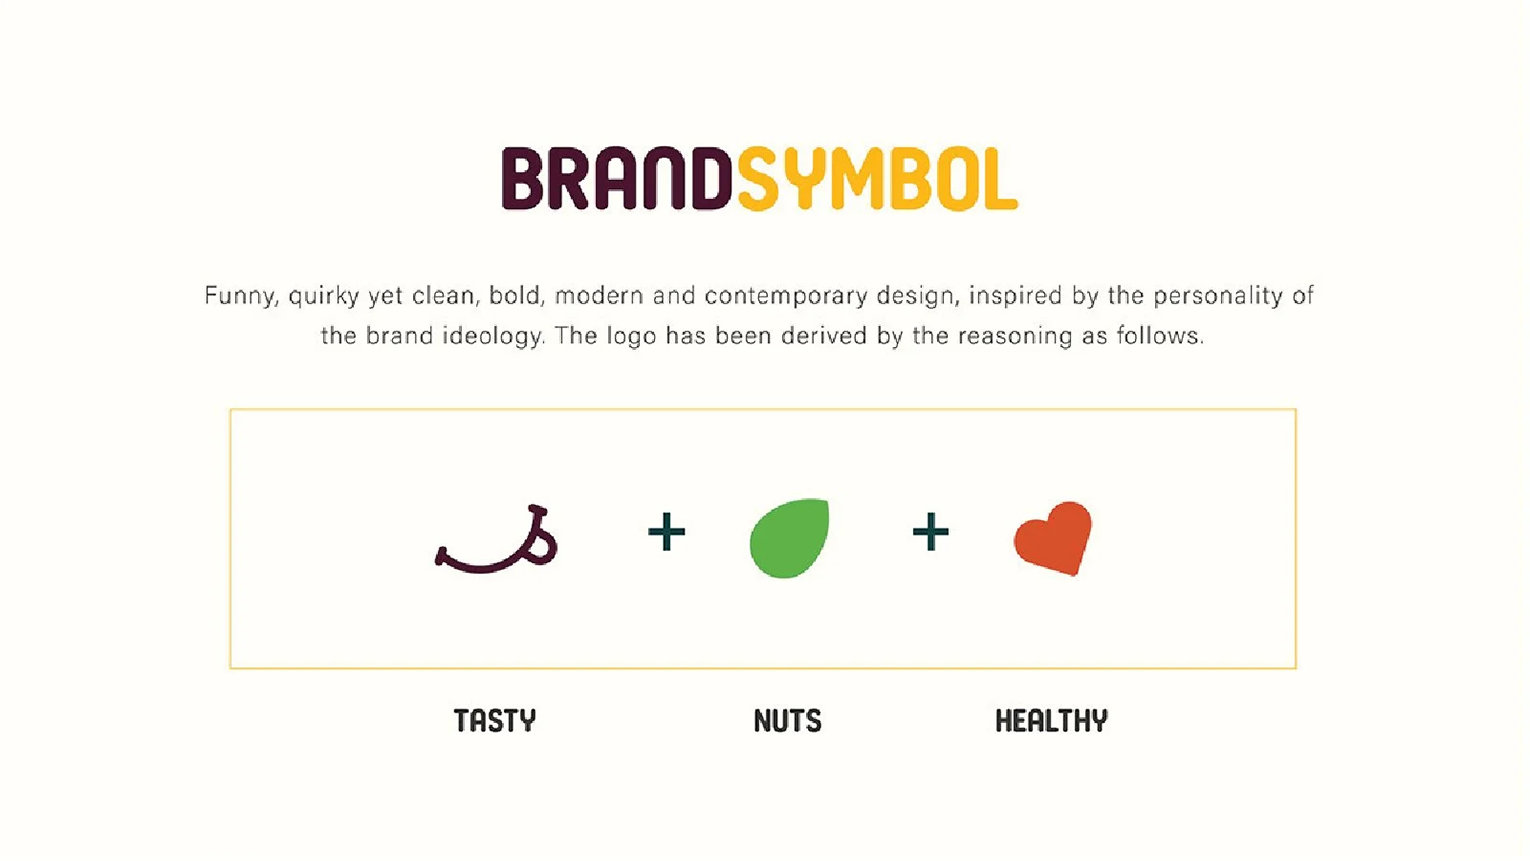 BRANDSYMBOL
Funny, quirky yet clean, bold, modern and contemporary design, inspired by the personality of
the brand ideology. The logo has been derived by the reasoning as follows.
+ +
TASTY NUTS HEALTHY